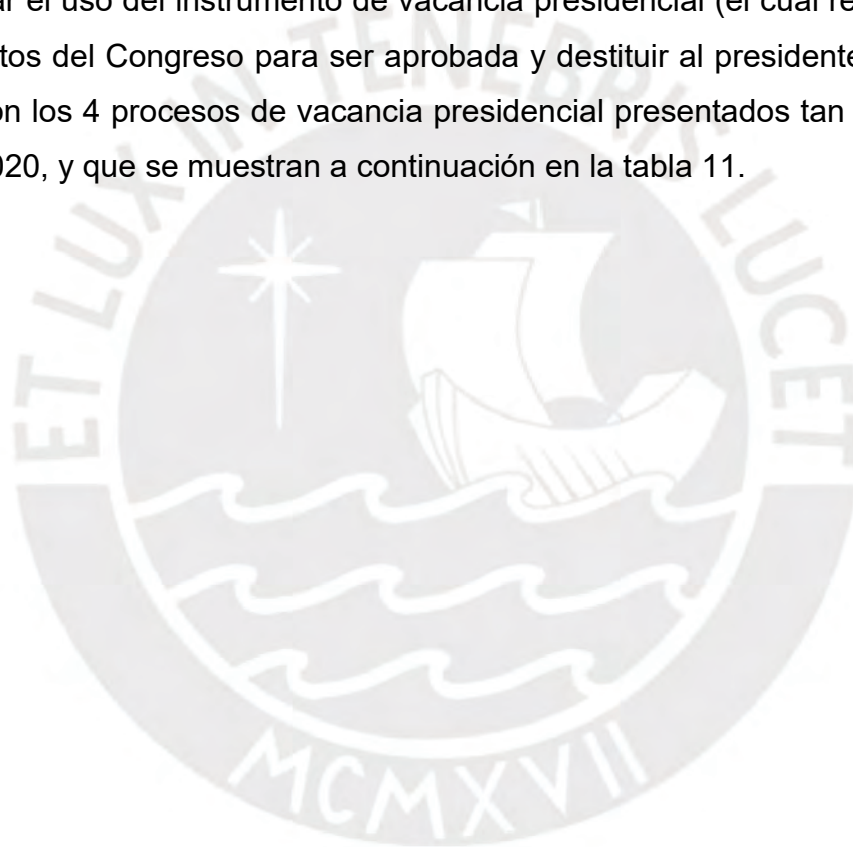 ar el uso del instrumento de vacancia presidencial (el cual re
tos del Congreso para ser aprobada y destituir al presidente
on los 4 procesos de vacancia presidencial presentados tan
020, y que se muestran a continuación en la tabla 11.
ET LUX IN TENEBRIS LUCET
MCMXVII